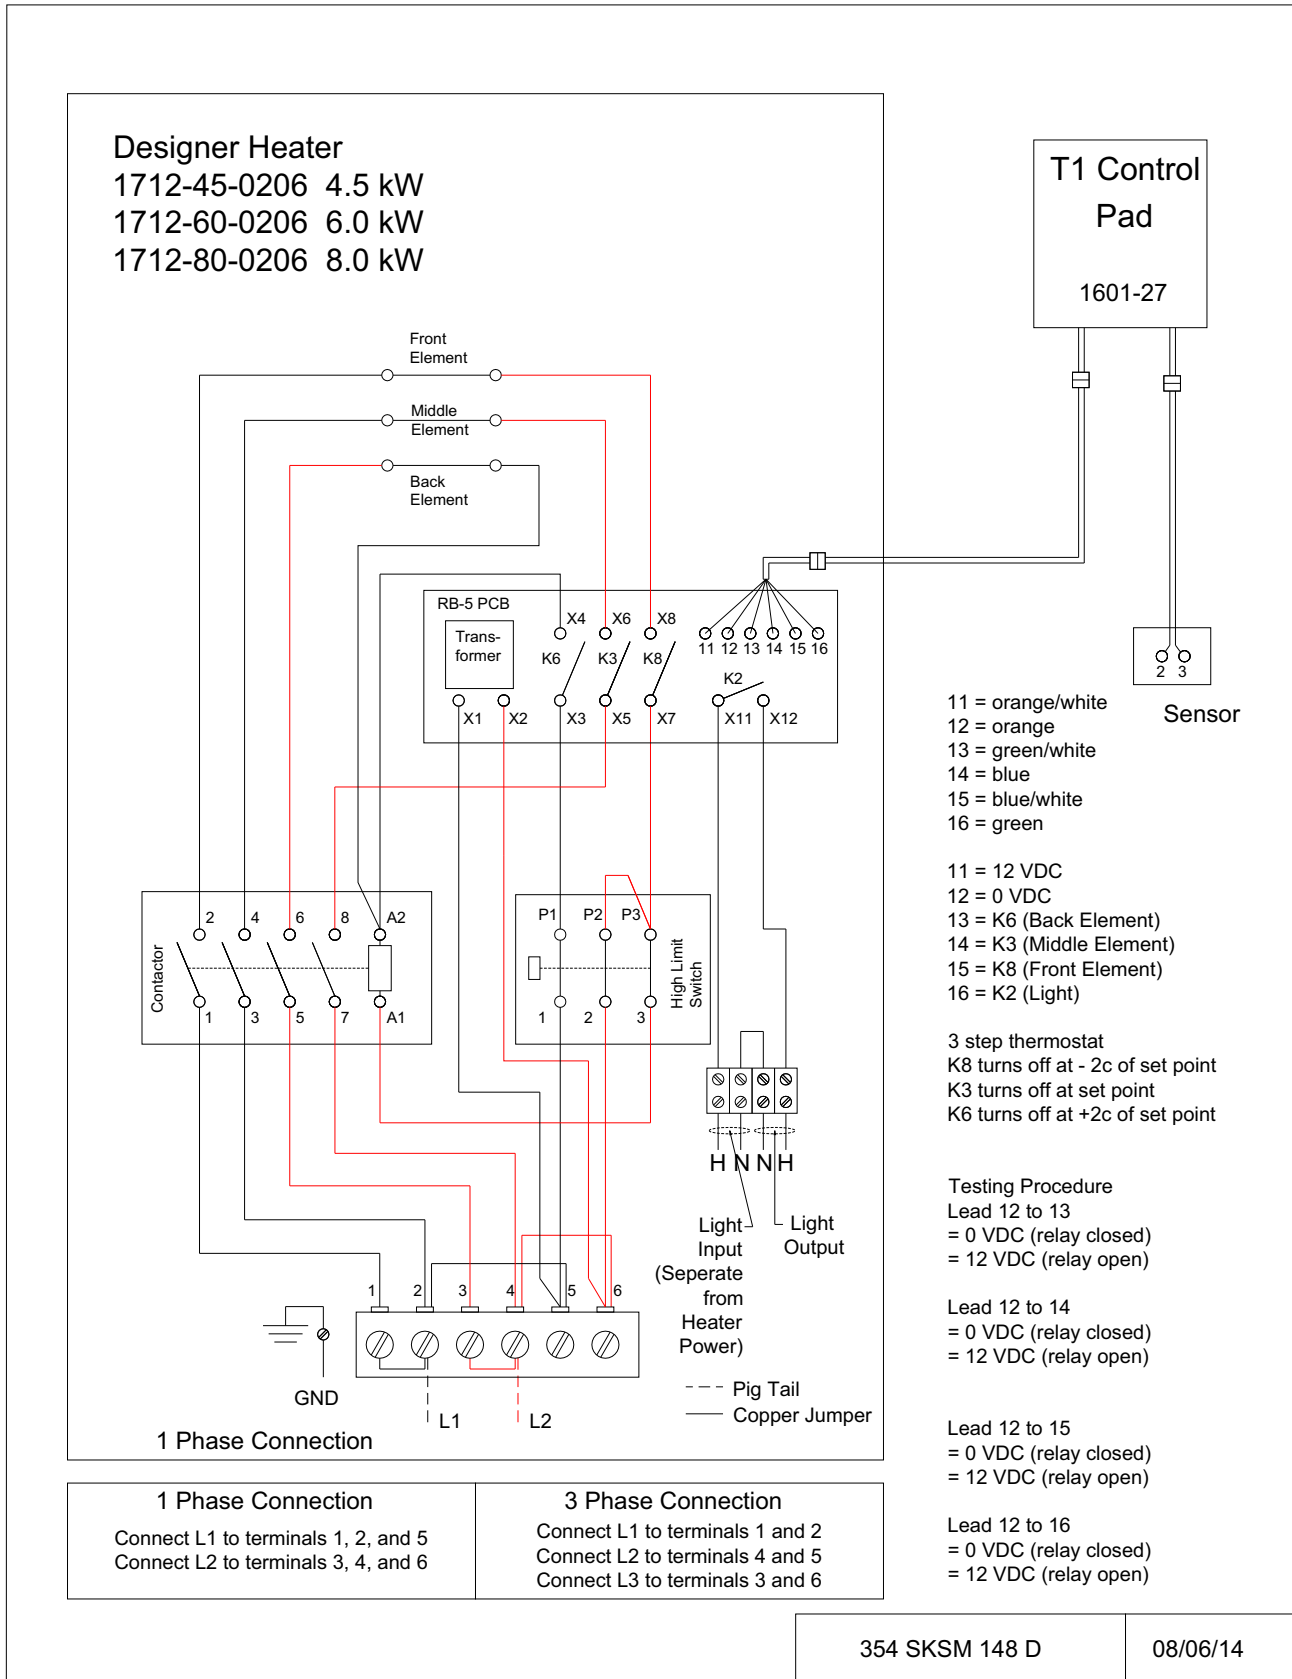 Designer Heater
1712-45-0206 4.5 kW
1712-60-0206 6.0 kW
1712-80-0206 8.0 kW
T1 Control
Pad
1601-27
Front
Element
Middle
Element
Back
Element
RB-5 PCB
Trans-
former
X4 X6 X8
K6 K3 K8
X1 X2 X3 X5 X7
11 12 13 14 15 16
K2
X11 X12
2 3
Sensor
11 = orange/white
12 = orange
13 = green/white
14 = blue
15 = blue/white
16 = green
11 = 12 VDC
12 = 0 VDC
13 = K6 (Back Element)
14 = K3 (Middle Element)
15 = K8 (Front Element)
16 = K2 (Light)
3 step thermostat
K8 turns off at - 2c of set point
K3 turns off at set point
K6 turns off at +2c of set point
Testing Procedure
Lead 12 to 13
= 0 VDC (relay closed)
= 12 VDC (relay open)
Lead 12 to 14
= 0 VDC (relay closed)
= 12 VDC (relay open)
Lead 12 to 15
= 0 VDC (relay closed)
= 12 VDC (relay open)
Lead 12 to 16
= 0 VDC (relay closed)
= 12 VDC (relay open)
Contactor
2 4 6 8 A2
1 3 5 7 A1
P1 P2 P3
1 2 3
High Limit
Switch
H N N H
Light
Input
(Seperate
from
Heater
Power)
Light
Output
1 2 3 4 5 6
GND
L1 L2
Pig Tail
Copper Jumper
1 Phase Connection
1 Phase Connection
Connect L1 to terminals 1, 2, and 5
Connect L2 to terminals 3, 4, and 6
3 Phase Connection
Connect L1 to terminals 1 and 2
Connect L2 to terminals 4 and 5
Connect L3 to terminals 3 and 6
354 SKSM 148 D
08/06/14